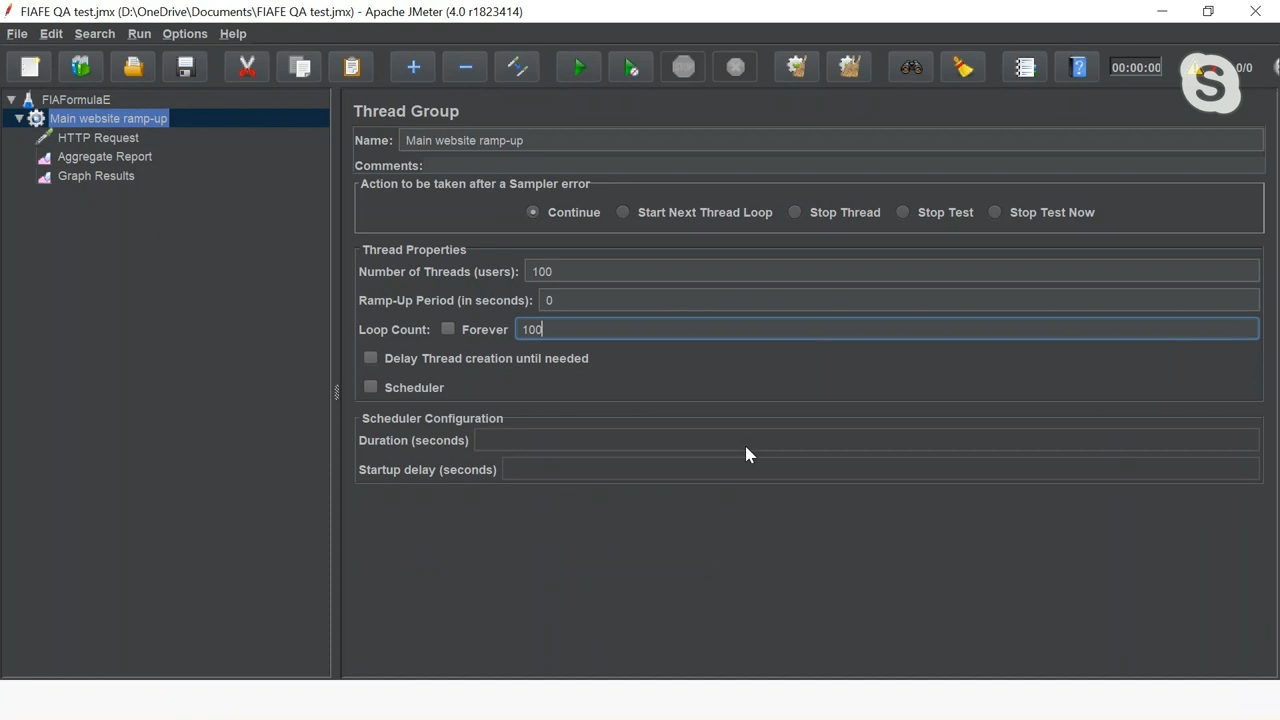 FIAFE QA test.jmx (D:\OneDrive\Documents\FIAFE QA test.jmx) - Apache JMeter (4.0 r1823414)
File Edit Search Run Options Help
00:00:00
S
FIAFormulaE
Main website ramp-up
HTTP Request
Aggregate Report
Graph Results
Thread Group
Name: Main website ramp-up
Comments:
Action to be taken after a Sampler error
Continue Start Next Thread Loop Stop Thread Stop Test Stop Test Now
Thread Properties
Number of Threads (users): 100
Ramp-Up Period (in seconds): 0
Loop Count: Forever 100
Delay Thread creation until needed
Scheduler
Scheduler Configuration
Duration (seconds)
Startup delay (seconds)